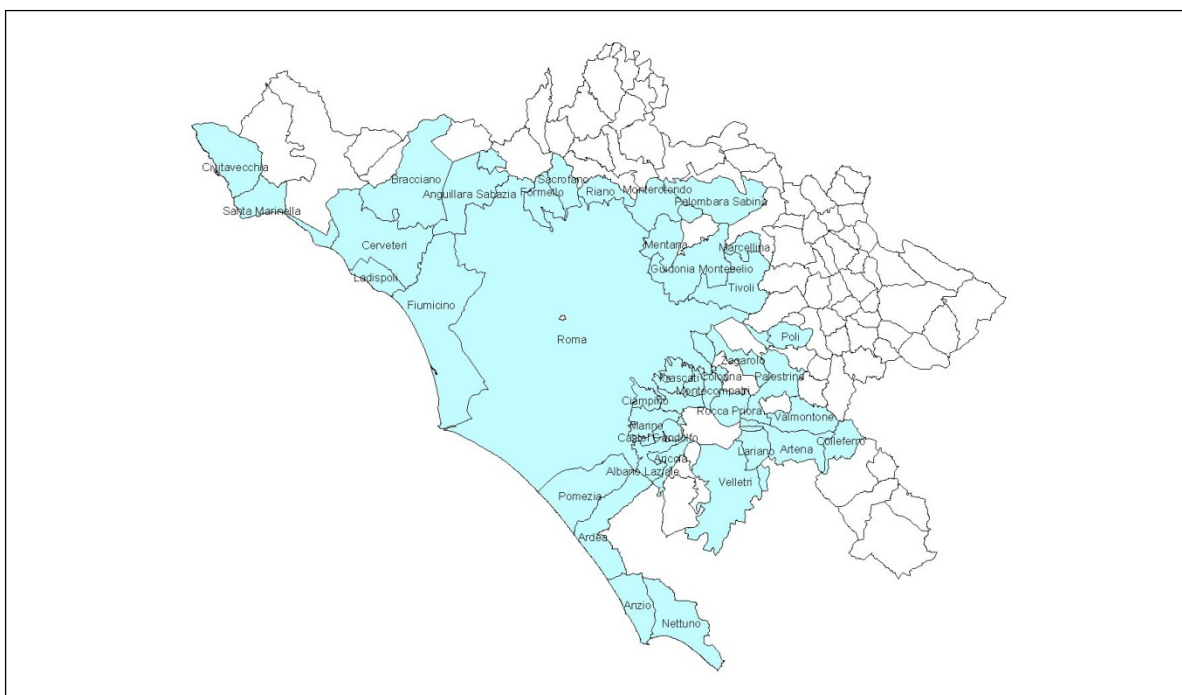 Civitavecchia
Santa Marinella
Bracciano
Anguillara Sabazia
Sacrofano
Formello
Riano
Monterotondo
Palombara Sabina
Cerveteri
Ladispoli
Fiumicino
Mentana
Marcellina
Guidonia Montecelio
Tivoli
Roma
Poli
Zagarolo
Frascati
Colonna
Palestrina
Montecompatri
Ciampino
Rocca Priora
Valmontone
Marino
Castel Gandolfo
Colleferro
Ariccia
Lariano
Artena
Albano Laziale
Velletri
Pomezia
Ardea
Anzio
Nettuno